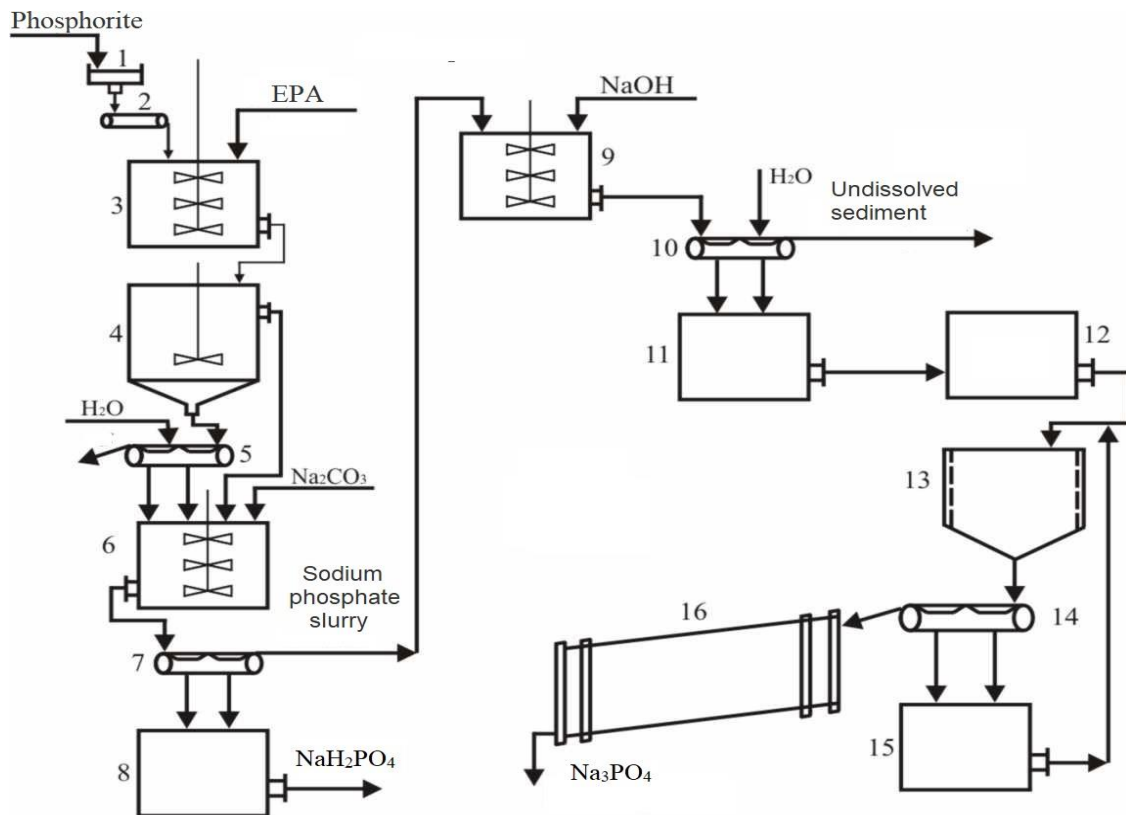 Phosphorite
1
2
EPA
3
4
H₂O
5
Na₂CO₃
6
Sodium
phosphate
slurry
7
8
NaH₂PO₄
NaOH
9
H₂O
Undissolved
sediment
10
11
12
13
14
15
16
Na₃PO₄